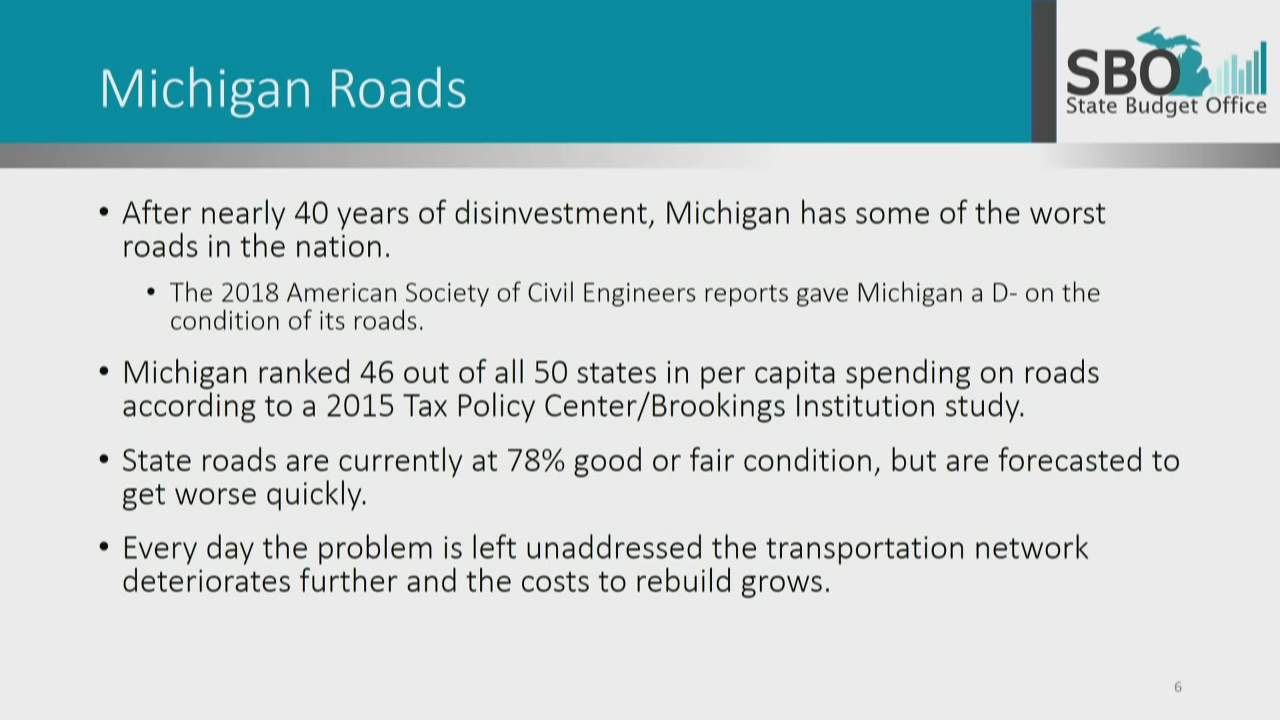 Michigan Roads
SBO
State Budget Office
• After nearly 40 years of disinvestment, Michigan has some of the worst
roads in the nation.
• The 2018 American Society of Civil Engineers reports gave Michigan a D- on the
condition of its roads.
• Michigan ranked 46 out of all 50 states in per capita spending on roads
according to a 2015 Tax Policy Center/Brookings Institution study.
• State roads are currently at 78% good or fair condition, but are forecasted to
get worse quickly.
• Every day the problem is left unaddressed the transportation network
deteriorates further and the costs to rebuild grows.
6